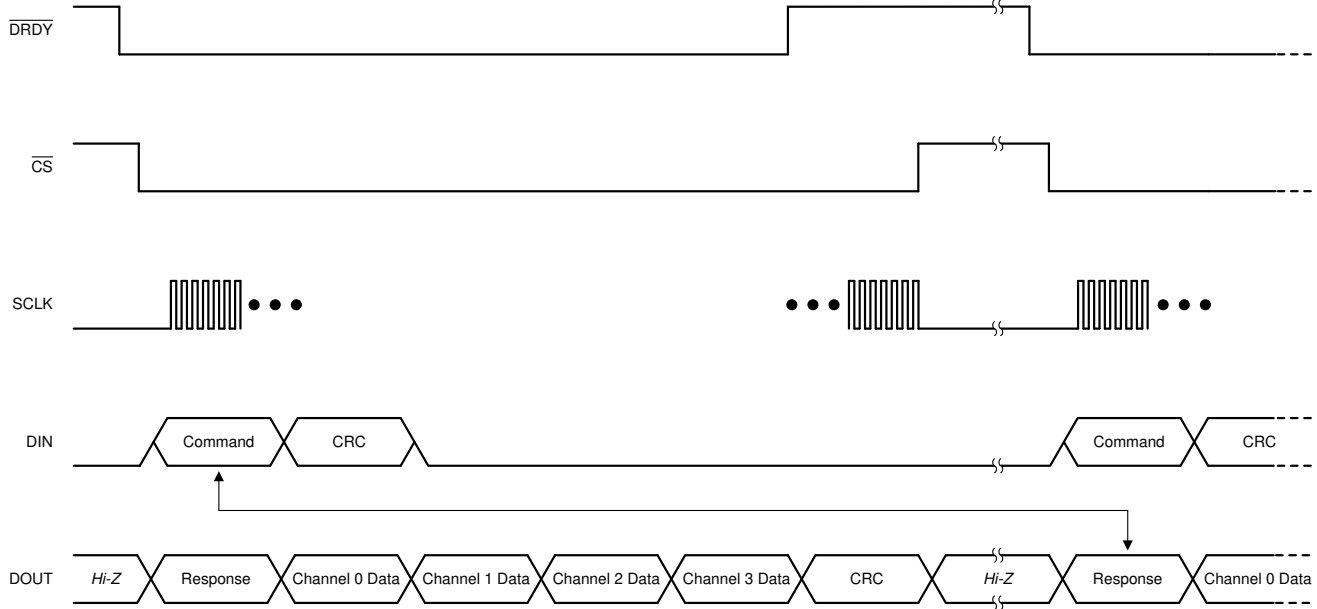 DRDY
CS
SCLK
DIN
Command
CRC
Command
CRC
DOUT
Hi-Z
Response
Channel 0 Data
Channel 1 Data
Channel 2 Data
Channel 3 Data
CRC
Hi-Z
Response
Channel 0 Data